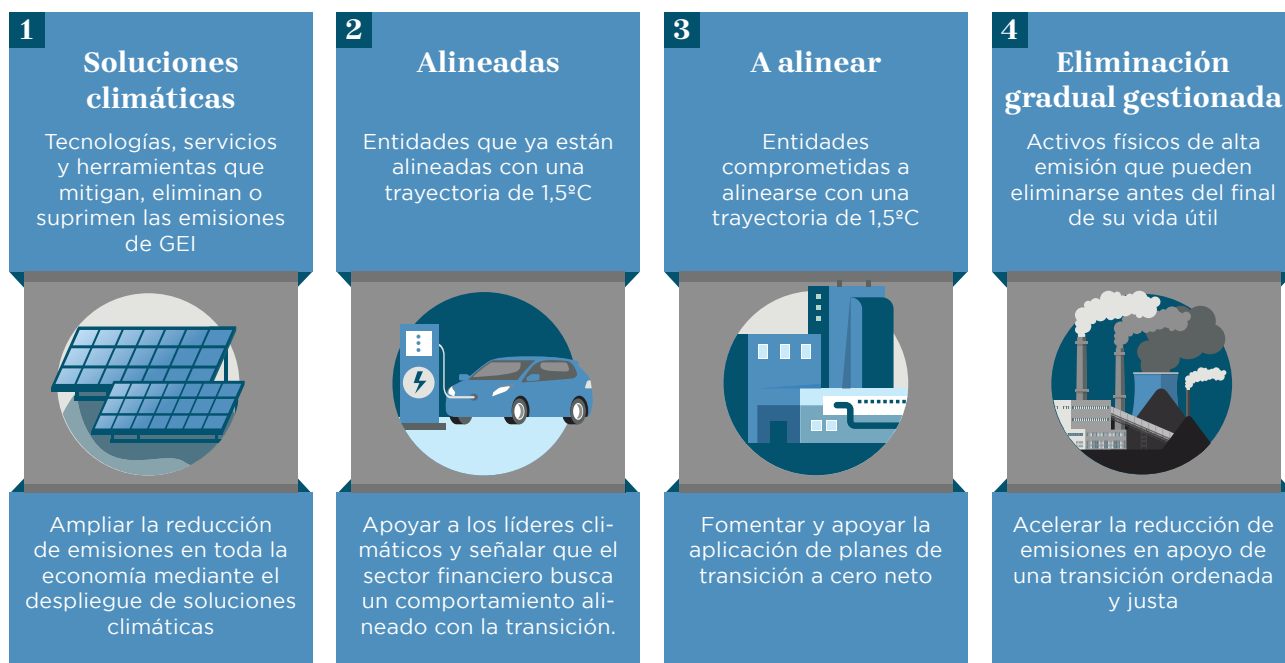 1
Soluciones
climáticas
Tecnologías, servicios
y herramientas que
mitigan, eliminan o
suprimen las emisiones
de GEI
Ampliar la reducción
de emisiones en toda la
economía mediante el
despliegue de soluciones
climáticas
2
Alineadas
Entidades que ya están
alineadas con una
trayectoria de 1,5ºC
Apoyar a los líderes cli-
máticos y señalar que el
sector financiero busca
un comportamiento ali-
neado con la transición.
3
A alinear
Entidades
comprometidas a
alinearse con una
trayectoria de 1,5ºC
Fomentar y apoyar la
aplicación de planes de
transición a cero neto
4
Eliminación
gradual gestionada
Activos físicos de alta
emisión que pueden
eliminarse antes del final
de su vida útil
Acelerar la reducción de
emisiones en apoyo de
una transición ordenada
y justa